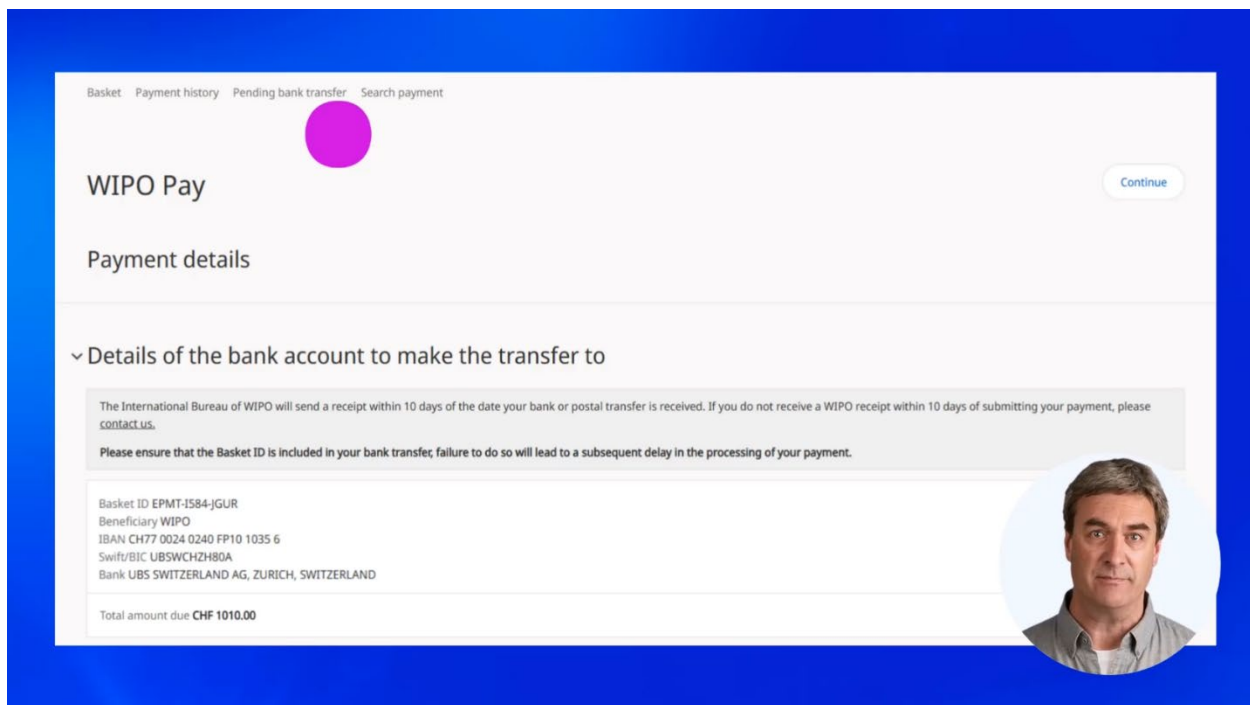 Basket Payment history Pending bank transfer Search payment
WIPO Pay
Continue
Payment details
Details of the bank account to make the transfer to
The International Bureau of WIPO will send a receipt within 10 days of the date your bank or postal transfer is received. If you do not receive a WIPO receipt within 10 days of submitting your payment, please
contact us.
Please ensure that the Basket ID is included in your bank transfer, failure to do so will lead to a subsequent delay in the processing of your payment.
Basket ID EPMT-I584-JGUR
Beneficiary WIPO
IBAN CH77 0024 0240 FP10 1035 6
Swift/BIC UBSWCHZH80A
Bank UBS SWITZERLAND AG, ZURICH, SWITZERLAND
Total amount due CHF 1010.00